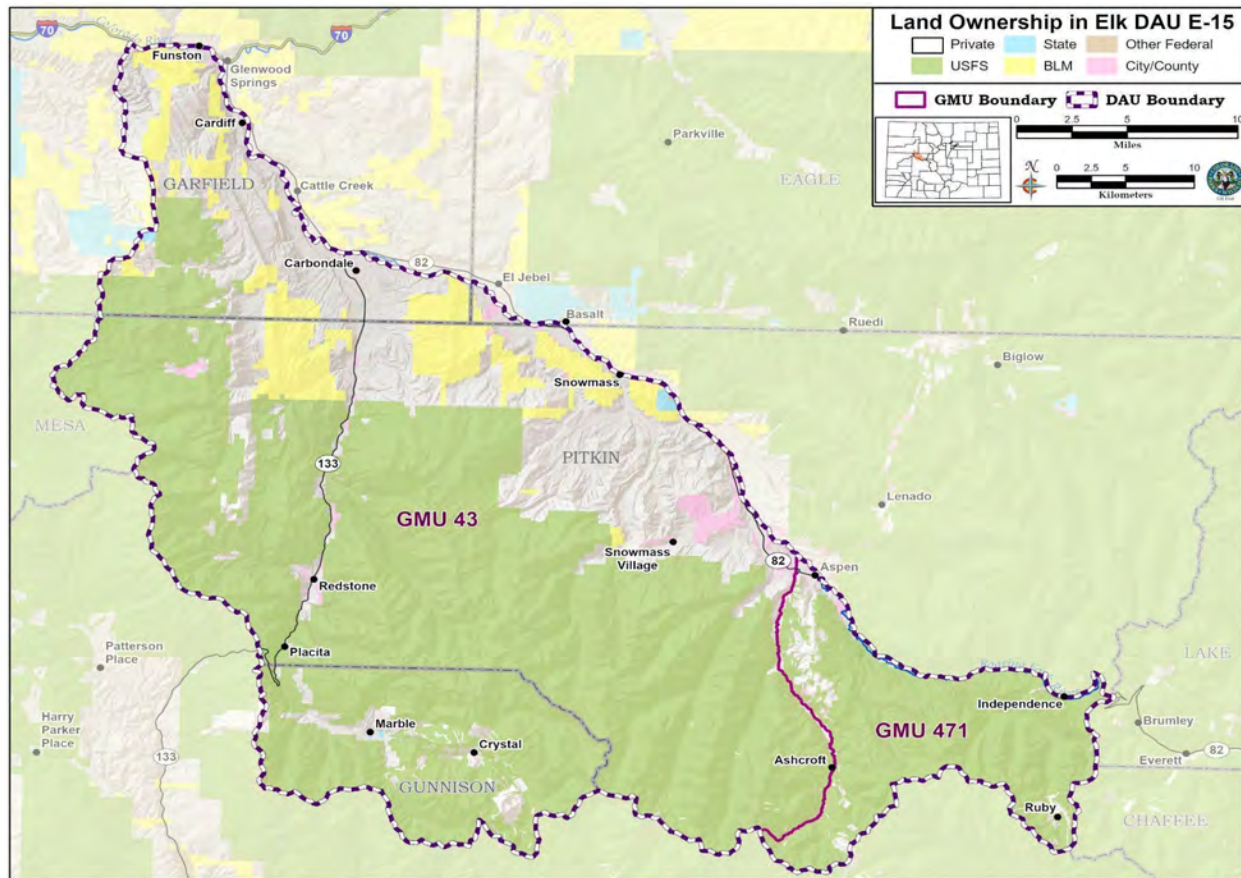 Land Ownership in Elk DAU E-15
Private
State
Other Federal
USFS
BLM
City/County
GMU Boundary
DAU Boundary
0 2.5 5 10
Miles
N
0 2.5 5 10
Kilometers
70
70
Funston
Glenwood
Springs
Cardiff
Parkville
GARFIELD
EAGLE
Cattle Creek
Carbondale
82
El Jebel
Basalt
Ruedi
Biglow
Snowmass
MESA
PITKIN
133
Lenado
GMU 43
Snowmass
Village
82
Aspen
Redstone
Placita
Patterson
Place
LAKE
Independence
Marble
GMU 471
Brumley
Harry
Parker
Place
Crystal
133
82
Everett
Ashcroft
GUNNISON
Ruby
CHAFFEE